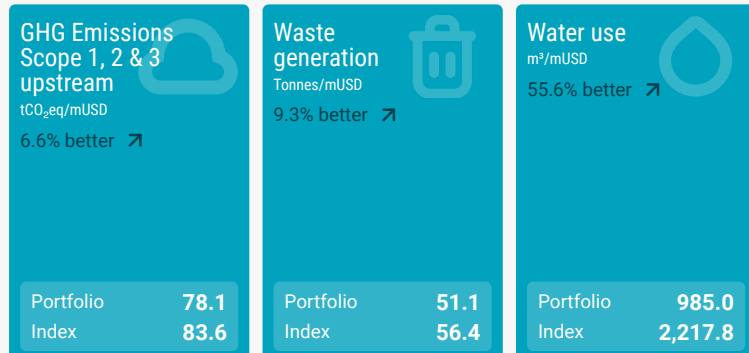 GHG Emissions
Scope 1, 2 & 3
upstream
tCO₂eq/mUSD
6.6% better
Portfolio 78.1
Index 83.6
Waste
generation
Tonnes/mUSD
9.3% better
Portfolio 51.1
Index 56.4
Water use
m³/mUSD
55.6% better
Portfolio 985.0
Index 2,217.8